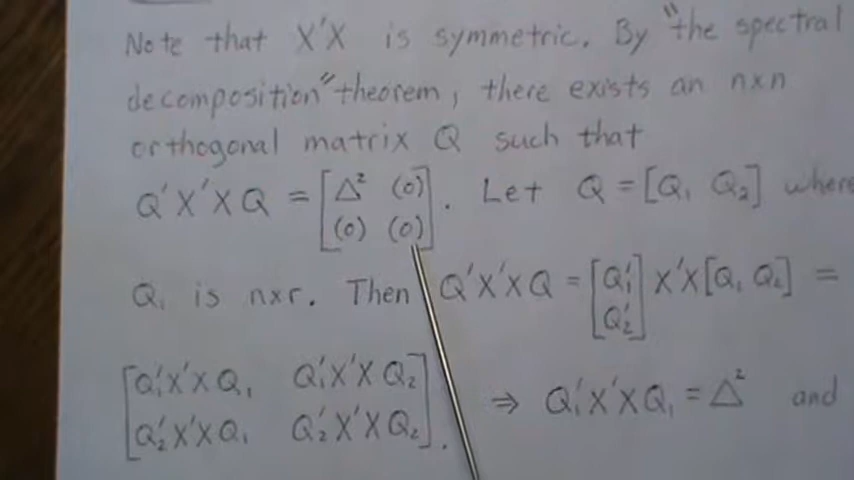 Note that X'X is symmetric. By "the spectral
decomposition" theorem, there exists an nxn
orthogonal matrix Q such that
Q'X'XQ = [Δ² (0) ; (0) (0)]. Let Q = [Q₁ Q₂] where
Q₁ is nxr. Then Q'X'XQ = [Q₁' ; Q₂'] X'X[Q₁ Q₂] =
[Q₁'X'XQ₁ Q₁'X'XQ₂ ; Q₂'X'XQ₁ Q₂'X'XQ₂]. ⇒ Q₁'X'XQ₁ = Δ² and